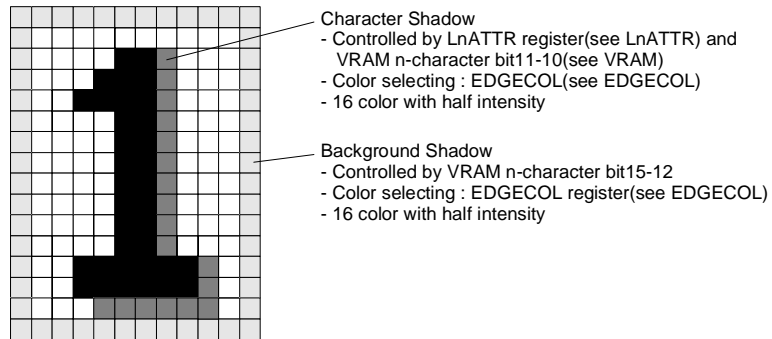 Character Shadow
- Controlled by LnATTR register(see LnATTR) and
VRAM n-character bit11-10(see VRAM)
- Color selecting : EDGECOL(see EDGECOL)
- 16 color with half intensity
Background Shadow
- Controlled by VRAM n-character bit15-12
- Color selecting : EDGECOL register(see EDGECOL)
- 16 color with half intensity